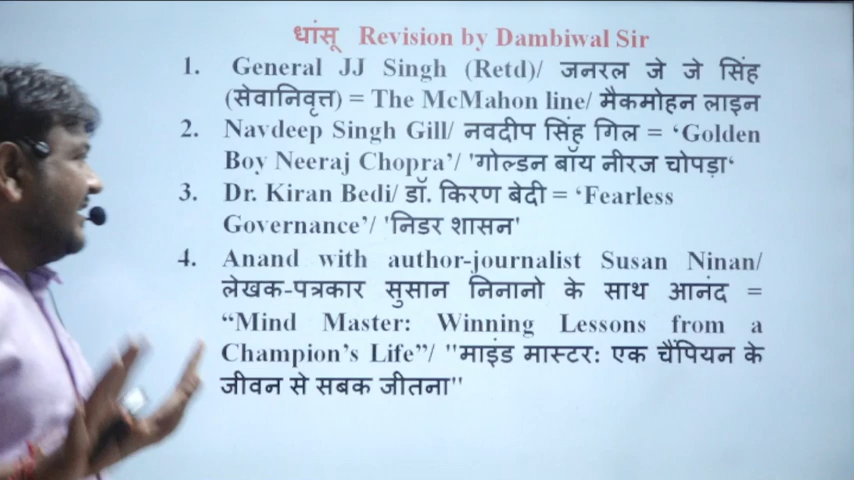 धांसू Revision by Dambiwal Sir
1. General JJ Singh (Retd)/ जनरल जे जे सिंह
(सेवानिवृत्त) = The McMahon line/ मैकमोहन लाइन
2. Navdeep Singh Gill/ नवदीप सिंह गिल = ‘Golden
Boy Neeraj Chopra’/ 'गोल्डन बॉय नीरज चोपड़ा‘
3. Dr. Kiran Bedi/ डॉ. किरण बेदी = ‘Fearless
Governance’/ 'निडर शासन'
4. Anand with author-journalist Susan Ninan/
लेखक-पत्रकार सुसान निनानो के साथ आनंद =
“Mind Master: Winning Lessons from a
Champion’s Life”/ "माइंड मास्टर: एक चैंपियन के
जीवन से सबक जीतना"